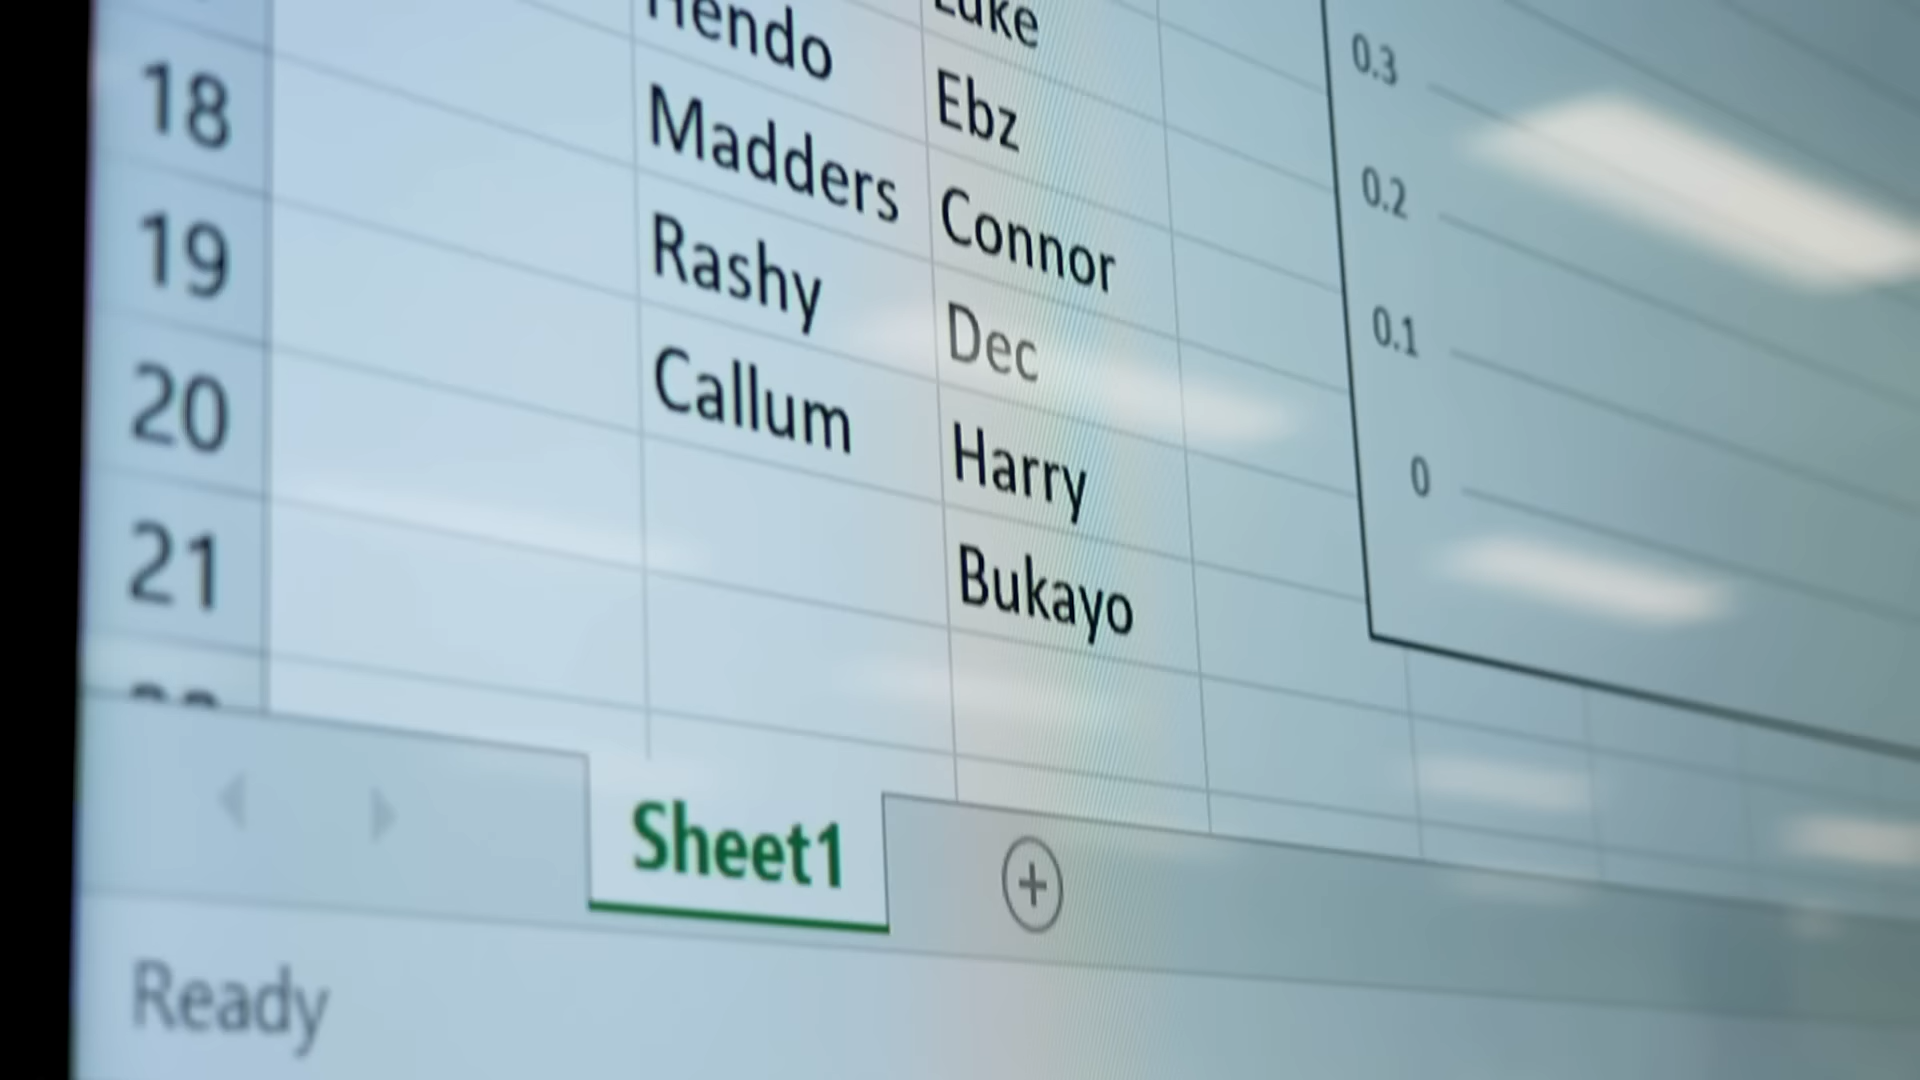 Luke
Hendo Ebz
Madders Connor
18 Rashy Dec
19 Callum Harry
20 Bukayo
21
0.3
0.2
0.1
0
Sheet1
Ready